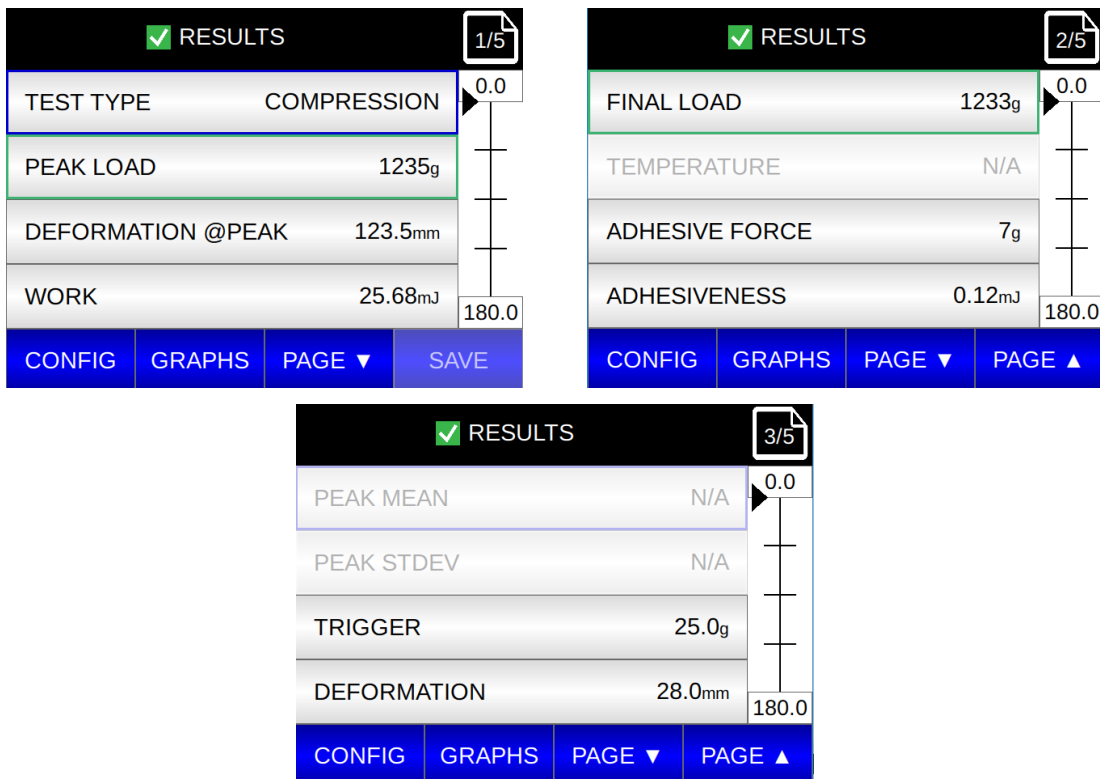 RESULTS
1/5
TEST TYPE COMPRESSION
0.0
PEAK LOAD 1235g
DEFORMATION @PEAK 123.5mm
WORK 25.68mJ
180.0
CONFIG GRAPHS PAGE ▼ SAVE
RESULTS
2/5
FINAL LOAD 1233g
0.0
TEMPERATURE N/A
ADHESIVE FORCE 7g
ADHESIVENESS 0.12mJ
180.0
CONFIG GRAPHS PAGE ▼ PAGE ▲
RESULTS
3/5
PEAK MEAN N/A
0.0
PEAK STDEV N/A
TRIGGER 25.0g
DEFORMATION 28.0mm
180.0
CONFIG GRAPHS PAGE ▼ PAGE ▲